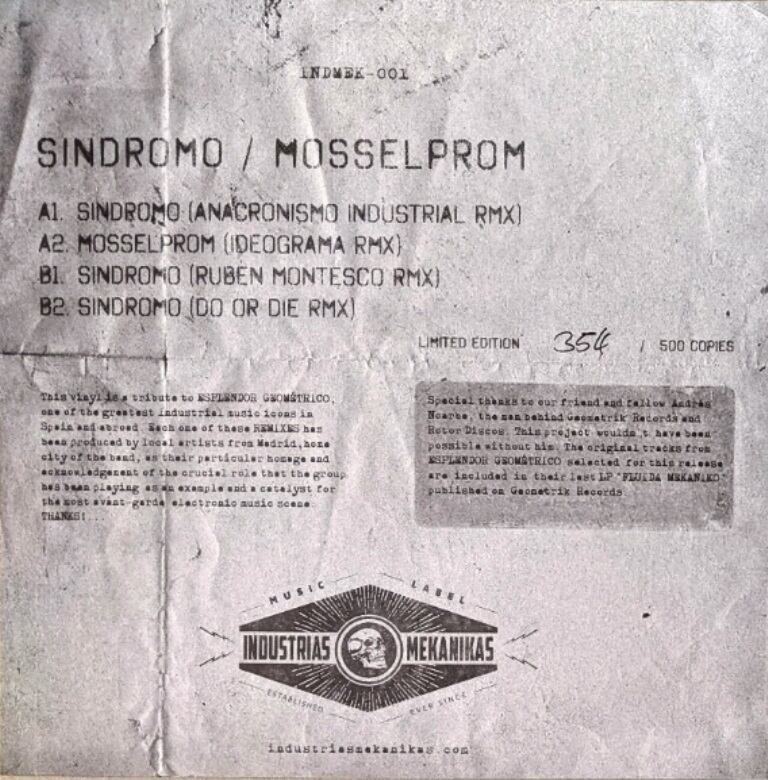 INDMEK-001
SINDROMO / MOSSELPROM
A1. SINDROMO (ANACRONISMO INDUSTRIAL RMX)
A2. MOSSELPROM (IDEOGRAMA RMX)
B1. SINDROMO (RUBEN MONTESCO RMX)
B2. SINDROMO (DO OR DIE RMX)
LIMITED EDITION 354 / 500 COPIES
This vinyl is a tribute to ESPLENDOR GEOMÉTRICO,
one of the greatest industrial music icons in
Spain and abroad. Each one of these REMIXES has
been produced by local artists from Madrid, home
city of the band, as their particular homage and
acknowledgement of the crucial role that the group
has been playing as an example and a catalyst for
the most avant-garde electronic music scene.
THANKS!...
Special thanks to our friend and fellow Andrés
Noarbe, the man behind Geometrik Records and
Rotor Discos. This project wouldn't have been
possible without him. The original tracks from
ESPLENDOR GEOMÉTRICO selected for this release
are included in their last LP "FLUIDA MEKANIKO"
published on Geometrik Records.
MUSIC LABEL
INDUSTRIAS MEKANIKAS
ESTABLISHED EVER SINCE
industriasmekanikas.com